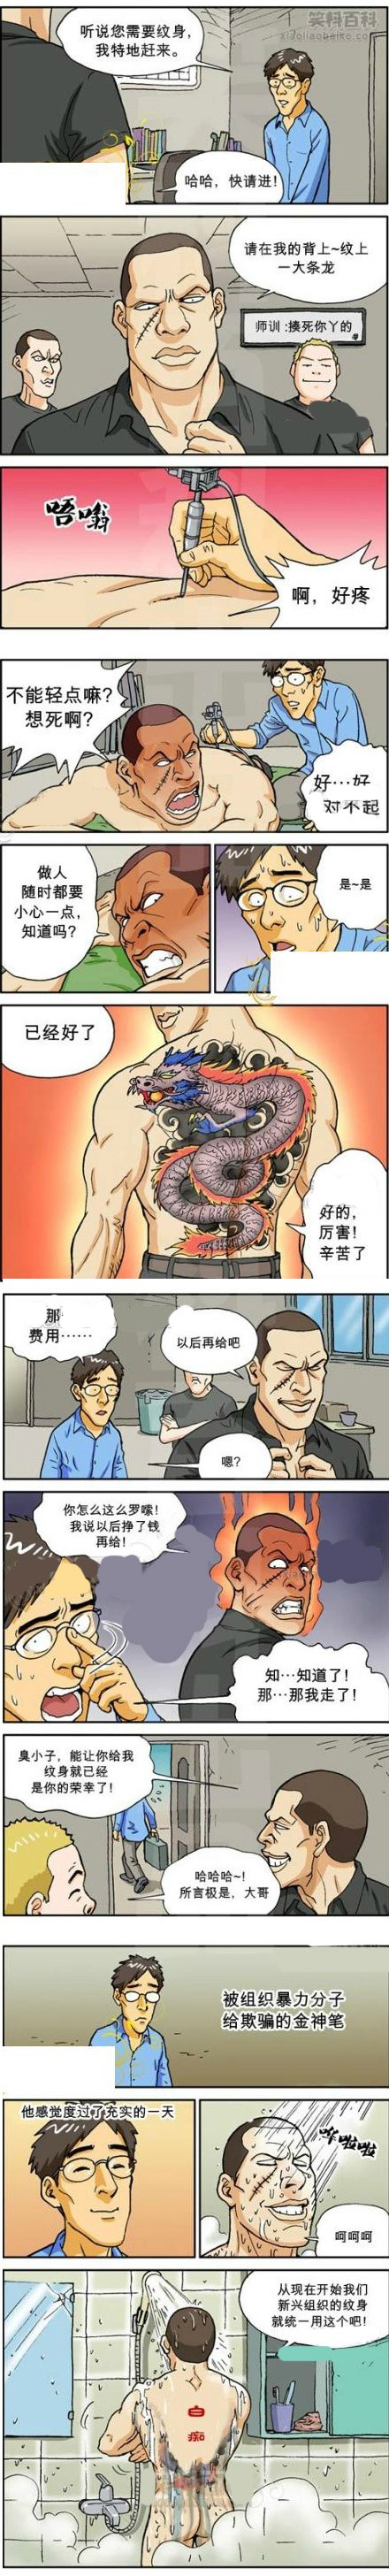 笑料百科
xiaoliaobaike.com
听说您需要纹身,
我特地赶来。
哈哈,快请进!
请在我的背上~纹上
一大条龙
师训:揍死你丫的
唔嗡
啊,好疼
不能轻点嘛?
想死啊?
好…好
对不起
做人
随时都要
小心一点,
知道吗?
是~是
已经好了
好的,
厉害!
辛苦了
那
费用……
以后再给吧
嗯?
你怎么这么罗嗦!
我说以后挣了钱
再给!
知…知道了!
那…那我走了!
臭小子,能让你给我
纹身就已经
是你的荣幸了!
哈哈哈~!
所言极是,大哥
被组织暴力分子
给欺骗的金神笔
他感觉度过了充实的一天
哗啦啦
呵呵呵
从现在开始我们
新兴组织的纹身
就统一用这个吧!
白
痴